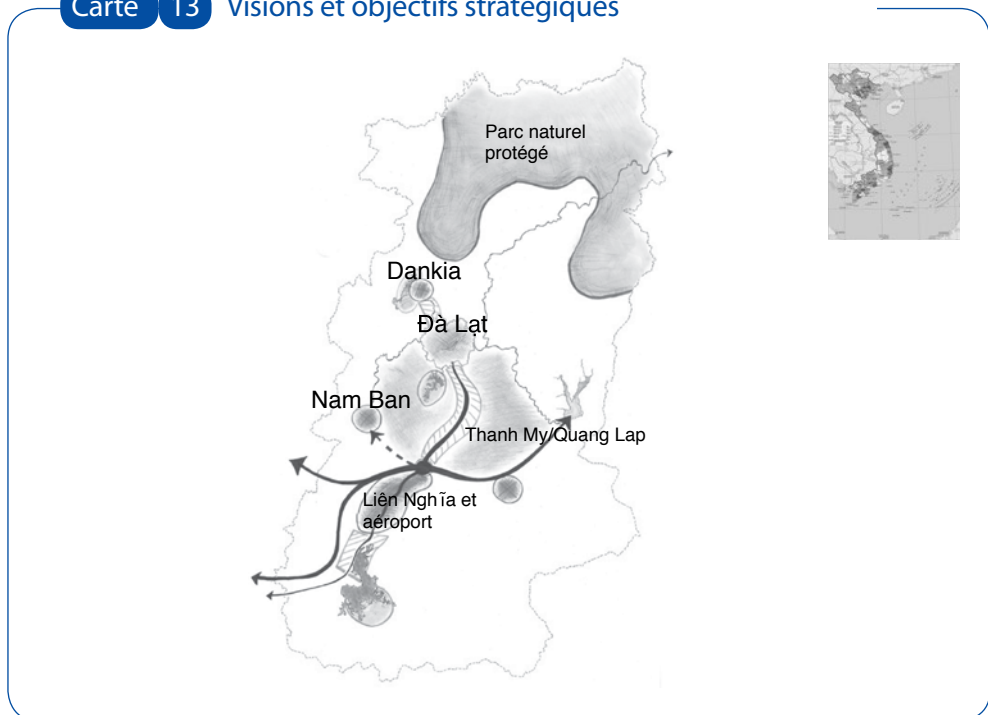 Carte 13 Visions et objectifs stratégiques
Parc naturel
protégé
Dankia
Đà Lạt
Nam Ban
Thanh My/Quang Lap
Liên Nghĩa et
aéroport